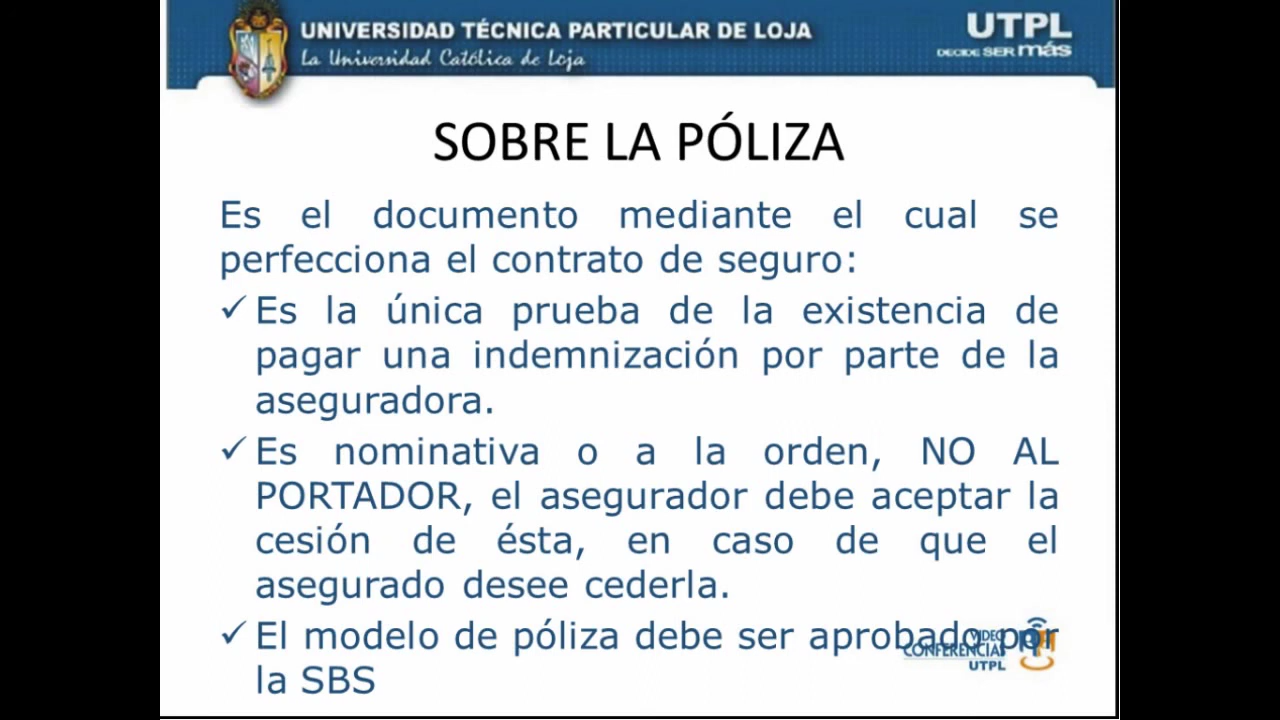 UNIVERSIDAD TÉCNICA PARTICULAR DE LOJA
La Universidad Católica de Loja
UTPL
DECIDE SER más
SOBRE LA PÓLIZA
Es el documento mediante el cual se
perfecciona el contrato de seguro:
✓ Es la única prueba de la existencia de
pagar una indemnización por parte de la
aseguradora.
✓ Es nominativa o a la orden, NO AL
PORTADOR, el asegurador debe aceptar la
cesión de ésta, en caso de que el
asegurado desee cederla.
✓ El modelo de póliza debe ser aprobado por
la SBS
VIDEO
CONFERENCIAS
UTPL